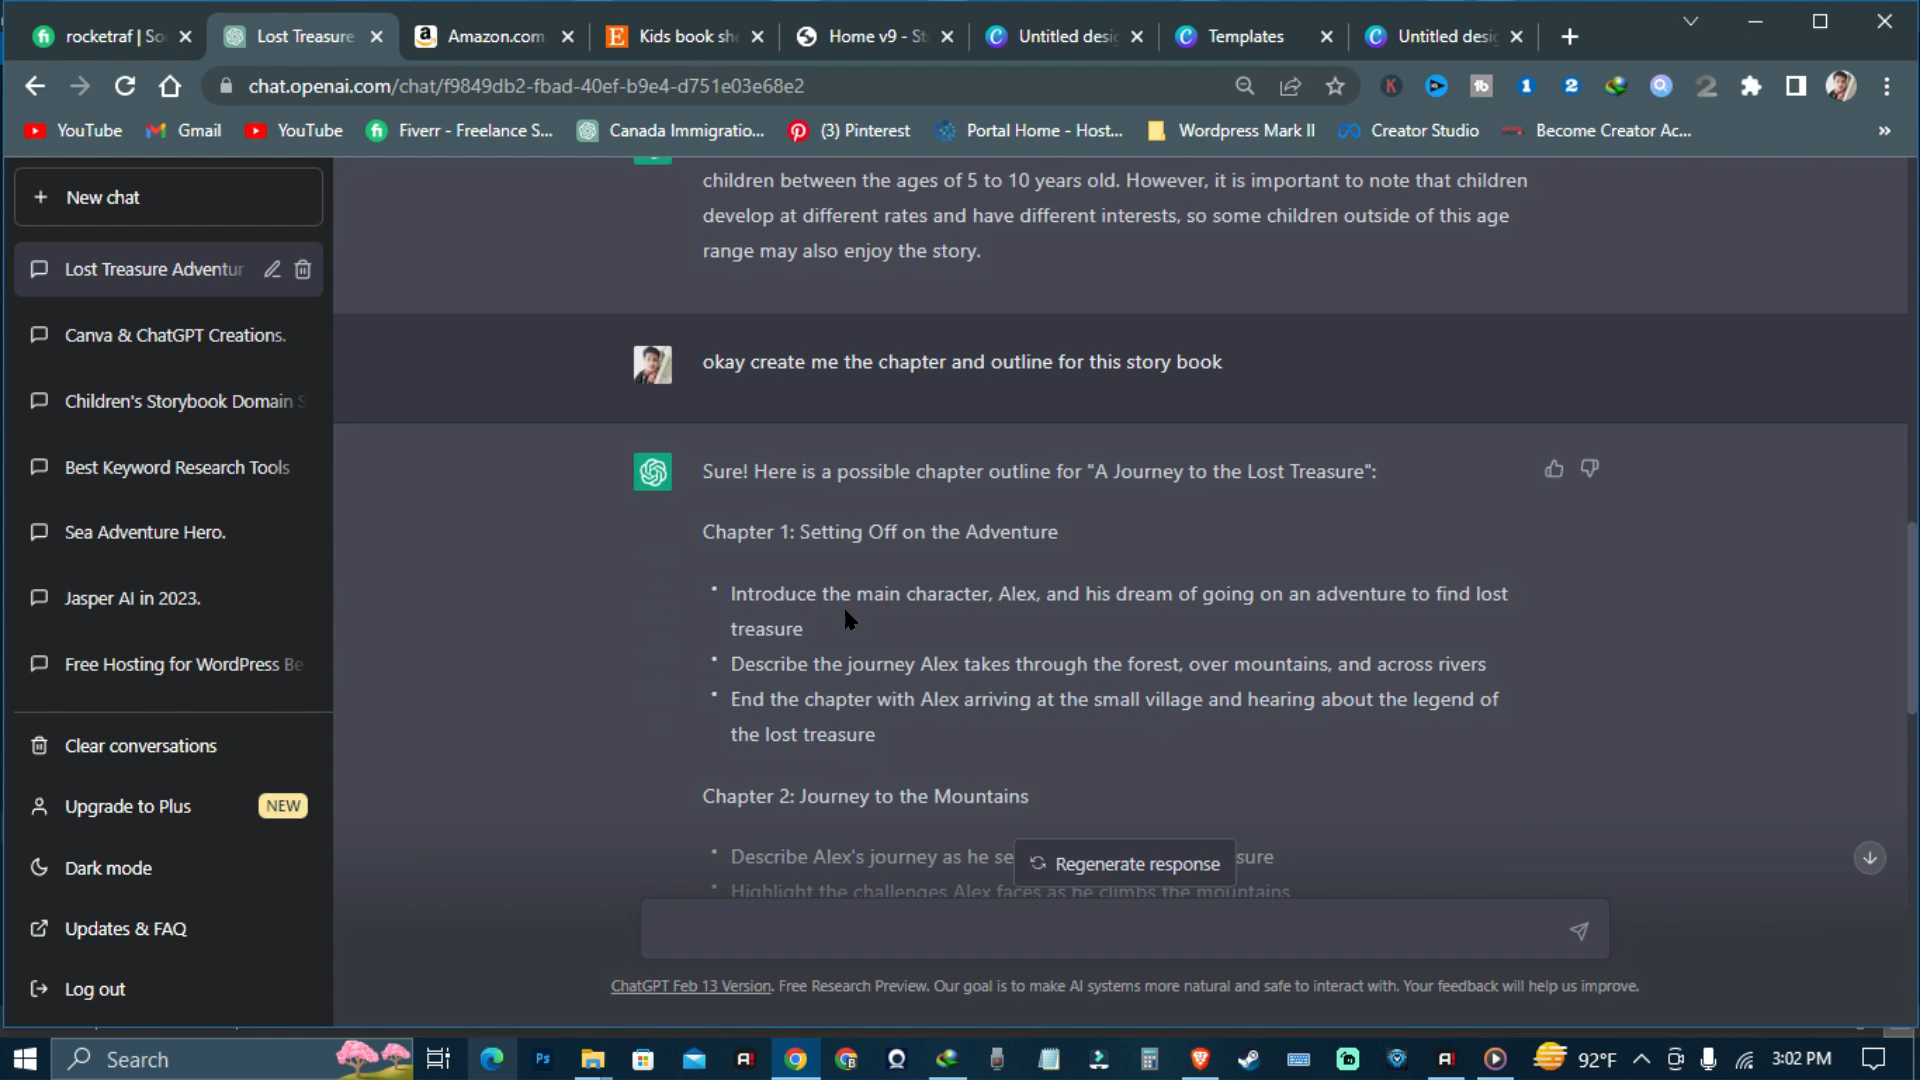 rocketraf | So
Lost Treasure
Amazon.com
Kids book sh
Home v9 - S
Untitled desi
Templates
Untitled desi
chat.openai.com/chat/f9849db2-fbad-40ef-b9e4-d751e03e68e2
YouTube
Gmail
YouTube
Fiverr - Freelance S...
Canada Immigratio...
(3) Pinterest
Portal Home - Host...
Wordpress Mark II
Creator Studio
Become Creator Ac...
New chat
Lost Treasure Adventur
Canva & ChatGPT Creations.
Children's Storybook Domain S
Best Keyword Research Tools
Sea Adventure Hero.
Jasper AI in 2023.
Free Hosting for WordPress Be
Clear conversations
Upgrade to Plus
NEW
Dark mode
Updates & FAQ
Log out
children between the ages of 5 to 10 years old. However, it is important to note that children
develop at different rates and have different interests, so some children outside of this age
range may also enjoy the story.
okay create me the chapter and outline for this story book
Sure! Here is a possible chapter outline for "A Journey to the Lost Treasure":
Chapter 1: Setting Off on the Adventure
Introduce the main character, Alex, and his dream of going on an adventure to find lost
treasure
Describe the journey Alex takes through the forest, over mountains, and across rivers
End the chapter with Alex arriving at the small village and hearing about the legend of
the lost treasure
Chapter 2: Journey to the Mountains
Describe Alex's journey as he se
sure
Regenerate response
Highlight the challenges Alex faces as he climbs the mountains
ChatGPT Feb 13 Version. Free Research Preview. Our goal is to make AI systems more natural and safe to interact with. Your feedback will help us improve.
Search
Ps
A!
A!
92°F
3:02 PM